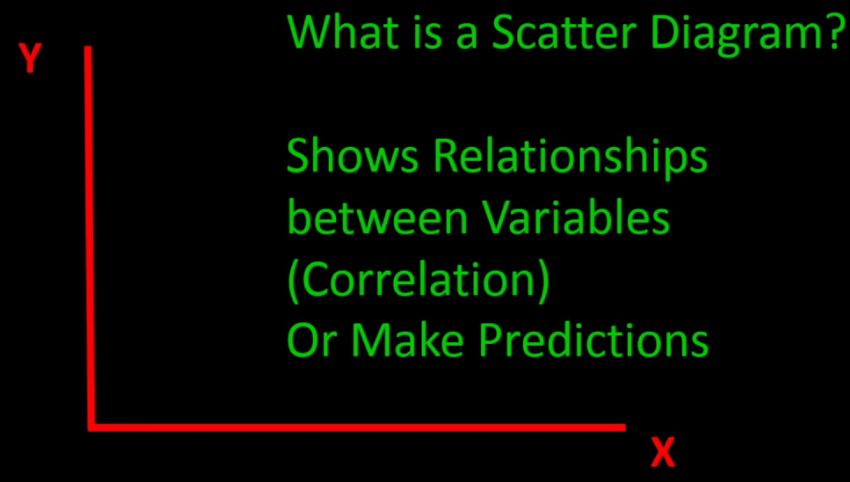 What is a Scatter Diagram?
Y
Shows Relationships
between Variables
(Correlation)
Or Make Predictions
X